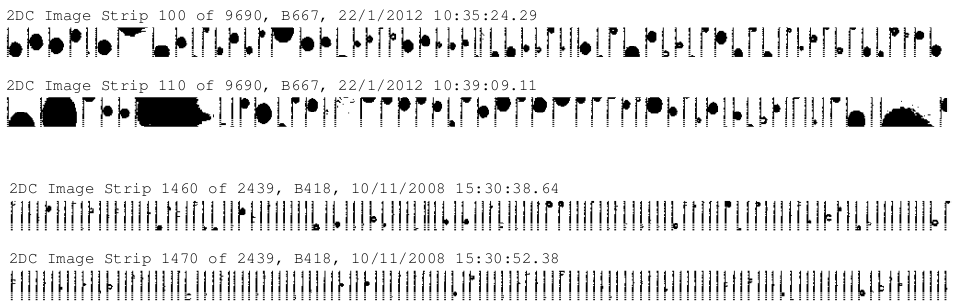 2DC Image Strip 100 of 9690, B667, 22/1/2012 10:35:24.29
2DC Image Strip 110 of 9690, B667, 22/1/2012 10:39:09.11
2DC Image Strip 1460 of 2439, B418, 10/11/2008 15:30:38.64
2DC Image Strip 1470 of 2439, B418, 10/11/2008 15:30:52.38